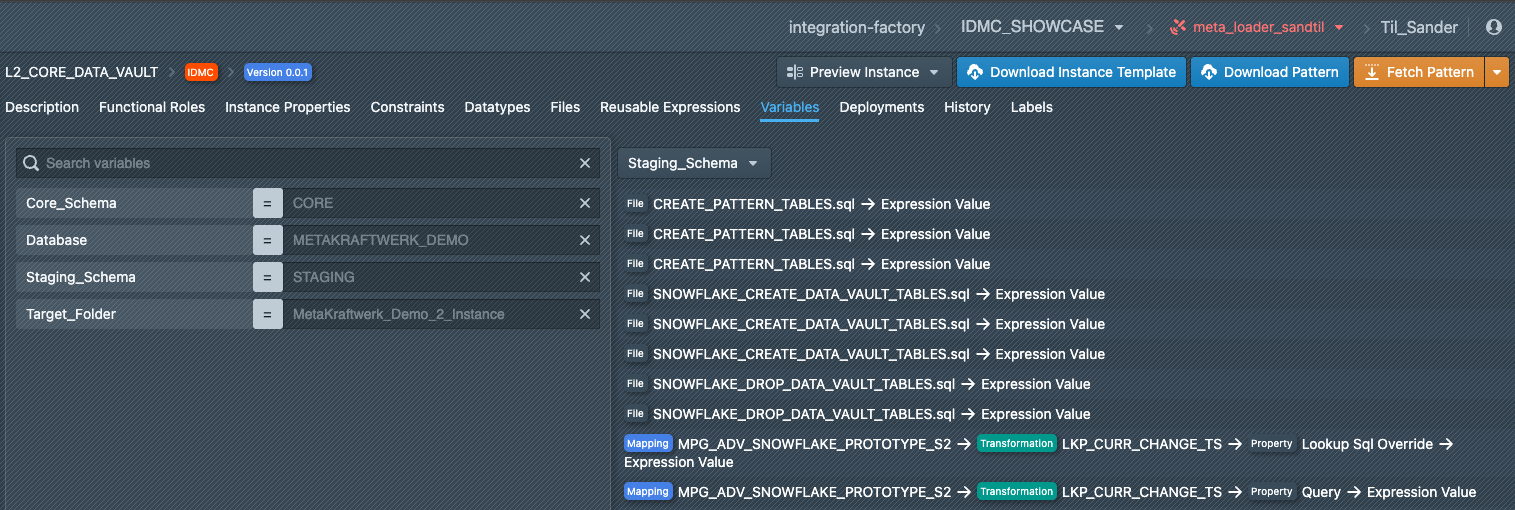 integration-factory IDMC_SHOWCASE meta_loader_sandtil Til_Sander
L2_CORE_DATA_VAULT IDMC Version 0.0.1 Preview Instance Download Instance Template Download Pattern Fetch Pattern
Description Functional Roles Instance Properties Constraints Datatypes Files Reusable Expressions Variables Deployments History Labels
Search variables
Core_Schema = CORE
Database = METAKRAFTWERK_DEMO
Staging_Schema = STAGING
Target_Folder = MetaKraftwerk_Demo_2_Instance
Staging_Schema
File CREATE_PATTERN_TABLES.sql → Expression Value
File CREATE_PATTERN_TABLES.sql → Expression Value
File CREATE_PATTERN_TABLES.sql → Expression Value
File SNOWFLAKE_CREATE_DATA_VAULT_TABLES.sql → Expression Value
File SNOWFLAKE_CREATE_DATA_VAULT_TABLES.sql → Expression Value
File SNOWFLAKE_CREATE_DATA_VAULT_TABLES.sql → Expression Value
File SNOWFLAKE_DROP_DATA_VAULT_TABLES.sql → Expression Value
File SNOWFLAKE_DROP_DATA_VAULT_TABLES.sql → Expression Value
Mapping MPG_ADV_SNOWFLAKE_PROTOTYPE_S2 → Transformation LKP_CURR_CHANGE_TS → Property Lookup Sql Override →
Expression Value
Mapping MPG_ADV_SNOWFLAKE_PROTOTYPE_S2 → Transformation LKP_CURR_CHANGE_TS → Property Query → Expression Value